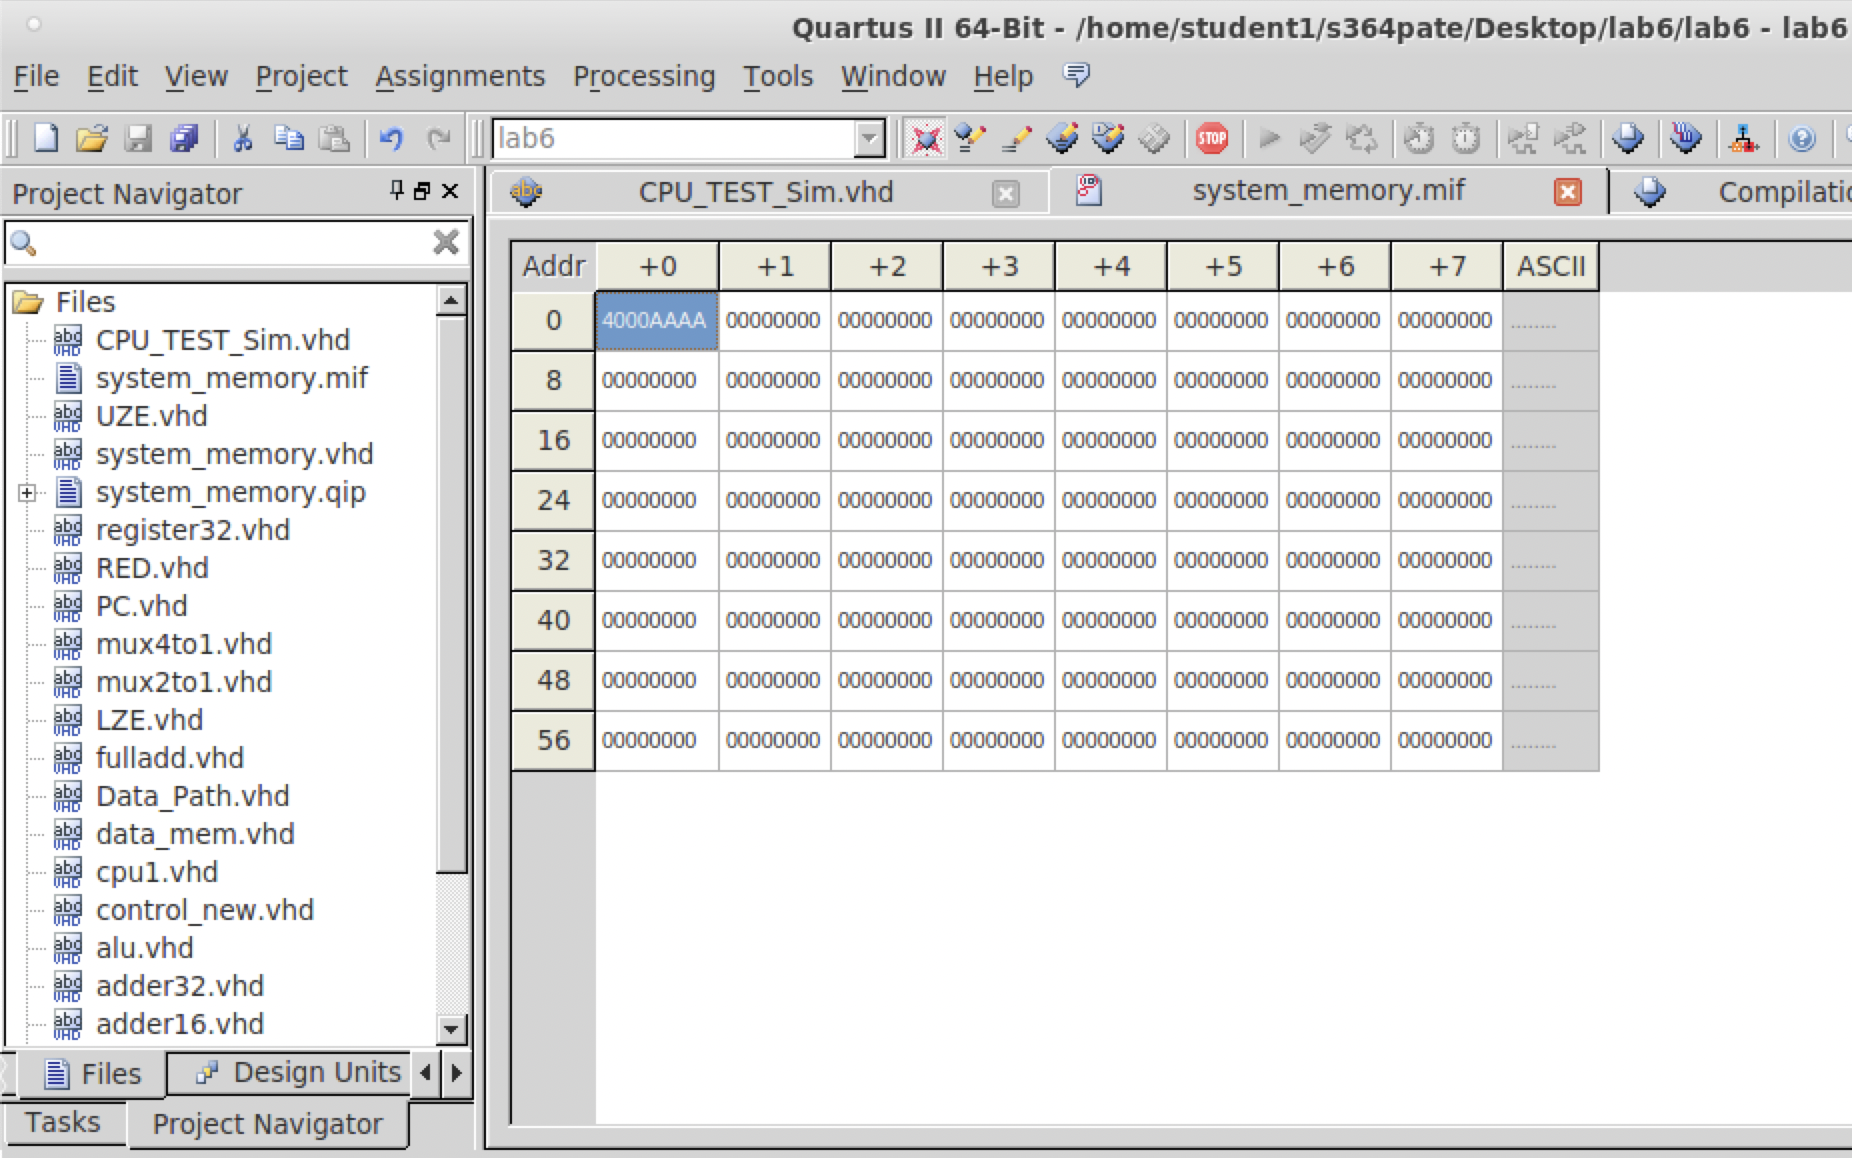 Quartus II 64-Bit - /home/student1/s364pate/Desktop/lab6/lab6 - lab6
File Edit View Project Assignments Processing Tools Window Help
lab6 STOP
Project Navigator
CPU_TEST_Sim.vhd system_memory.mif Compilatio
Files
CPU_TEST_Sim.vhd
system_memory.mif
UZE.vhd
system_memory.vhd
system_memory.qip
register32.vhd
RED.vhd
PC.vhd
mux4to1.vhd
mux2to1.vhd
LZE.vhd
fulladd.vhd
Data_Path.vhd
data_mem.vhd
cpu1.vhd
control_new.vhd
alu.vhd
adder32.vhd
adder16.vhd
Files Design Units
Tasks Project Navigator
Addr +0 +1 +2 +3 +4 +5 +6 +7 ASCII
0 4000AAAA 00000000 00000000 00000000 00000000 00000000 00000000 00000000 ........
8 00000000 00000000 00000000 00000000 00000000 00000000 00000000 00000000 ........
16 00000000 00000000 00000000 00000000 00000000 00000000 00000000 00000000 ........
24 00000000 00000000 00000000 00000000 00000000 00000000 00000000 00000000 ........
32 00000000 00000000 00000000 00000000 00000000 00000000 00000000 00000000 ........
40 00000000 00000000 00000000 00000000 00000000 00000000 00000000 00000000 ........
48 00000000 00000000 00000000 00000000 00000000 00000000 00000000 00000000 ........
56 00000000 00000000 00000000 00000000 00000000 00000000 00000000 00000000 ........